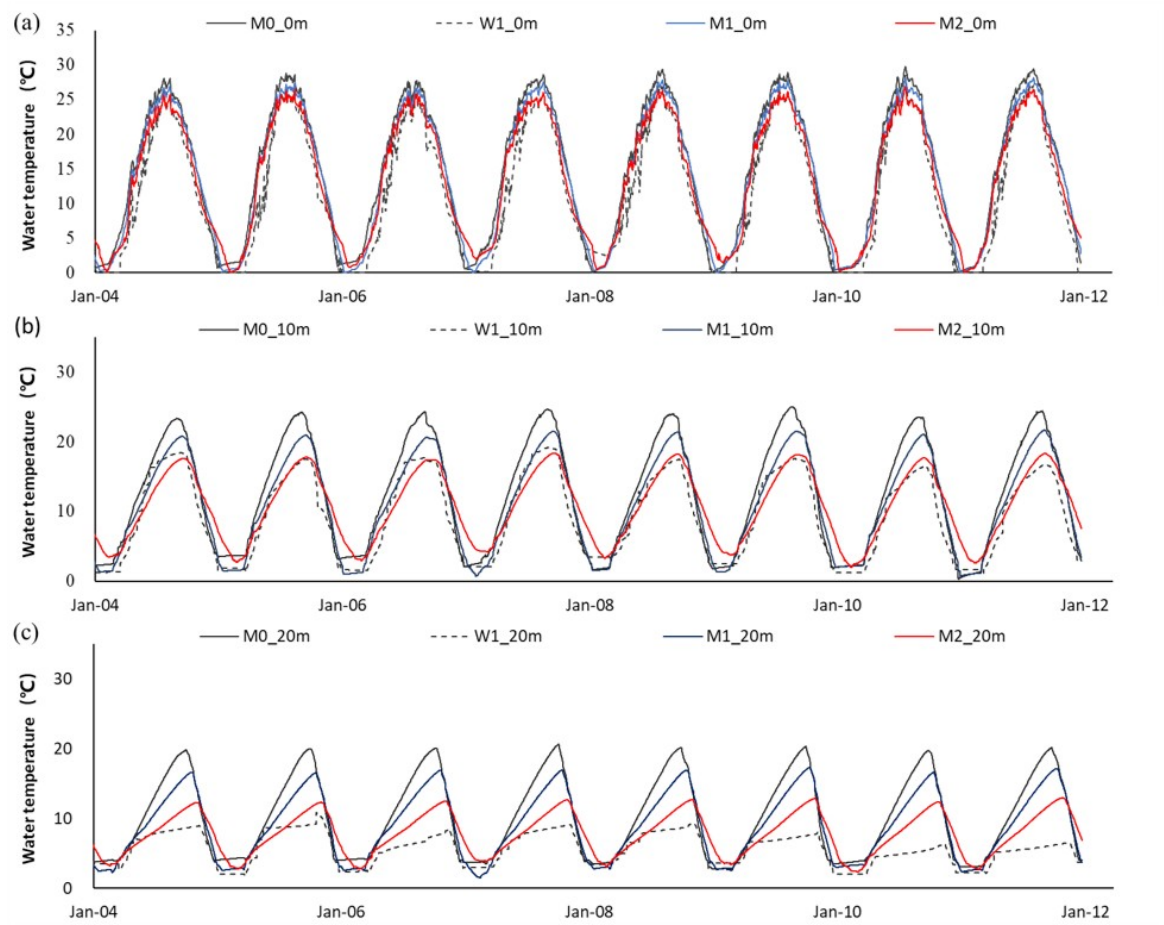 (a)
M0_0m W1_0m M1_0m M2_0m
Water temperature (℃)
35
30
25
20
15
10
5
0
Jan-04 Jan-06 Jan-08 Jan-10 Jan-12
(b)
M0_10m W1_10m M1_10m M2_10m
Water temperature (℃)
30
20
10
0
Jan-04 Jan-06 Jan-08 Jan-10 Jan-12
(c)
M0_20m W1_20m M1_20m M2_20m
Water temperature (℃)
30
20
10
0
Jan-04 Jan-06 Jan-08 Jan-10 Jan-12